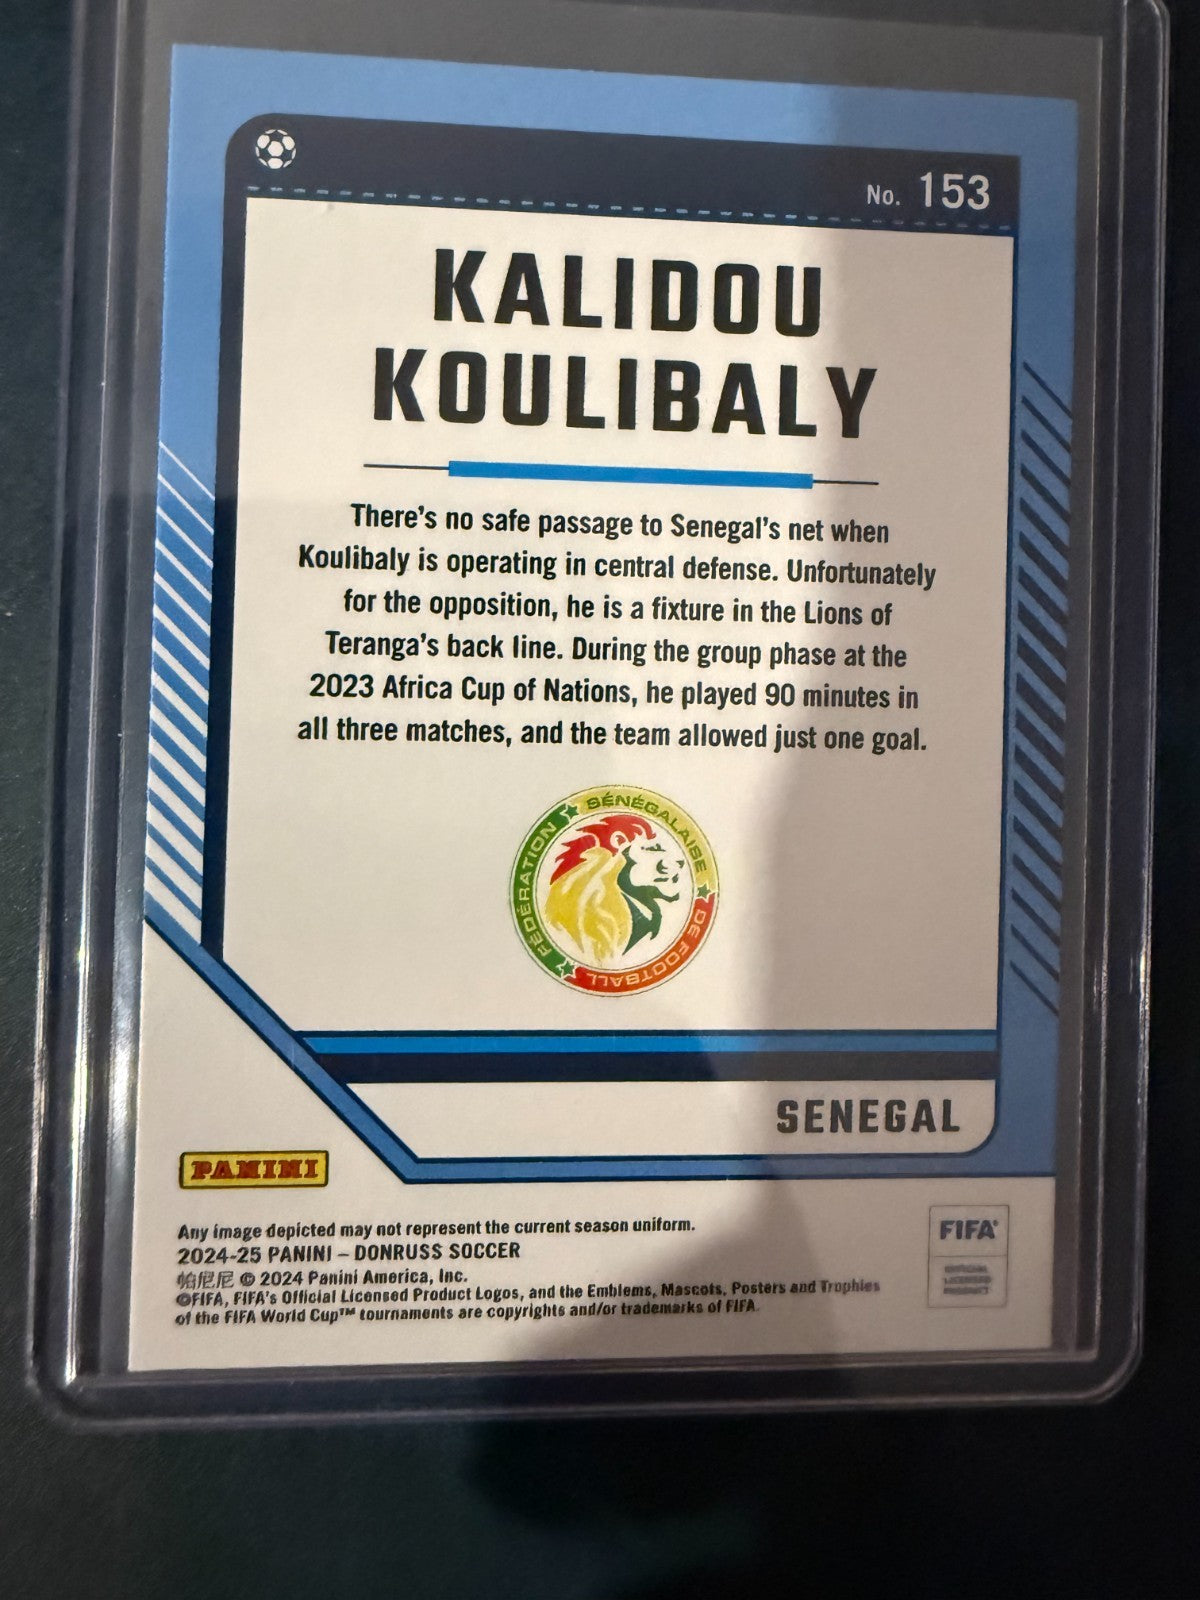 No. 153
KALIDOU
KOULIBALY
There's no safe passage to Senegal's net when
Koulibaly is operating in central defense. Unfortunately
for the opposition, he is a fixture in the Lions of
Teranga's back line. During the group phase at the
2023 Africa Cup of Nations, he played 90 minutes in
all three matches, and the team allowed just one goal.
FÉDÉRATION SÉNÉGALAISE DE FOOTBALL
SENEGAL
PANINI
Any image depicted may not represent the current season uniform.
2024-25 PANINI – DONRUSS SOCCER
帕尼尼 © 2024 Panini America, Inc.
©FIFA, FIFA's Official Licensed Product Logos, and the Emblems, Mascots, Posters and Trophies
of the FIFA World Cup™ tournaments are copyrights and/or trademarks of FIFA.
FIFA®
OFFICIAL
LICENSED
PRODUCT